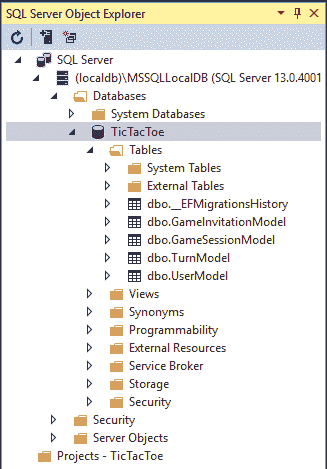 SQL Server Object Explorer
SQL Server
(localdb)\MSSQLLocalDB (SQL Server 13.0.4001
Databases
System Databases
TicTacToe
Tables
System Tables
External Tables
dbo.__EFMigrationsHistory
dbo.GameInvitationModel
dbo.GameSessionModel
dbo.TurnModel
dbo.UserModel
Views
Synonyms
Programmability
External Resources
Service Broker
Storage
Security
Security
Server Objects
Projects - TicTacToe